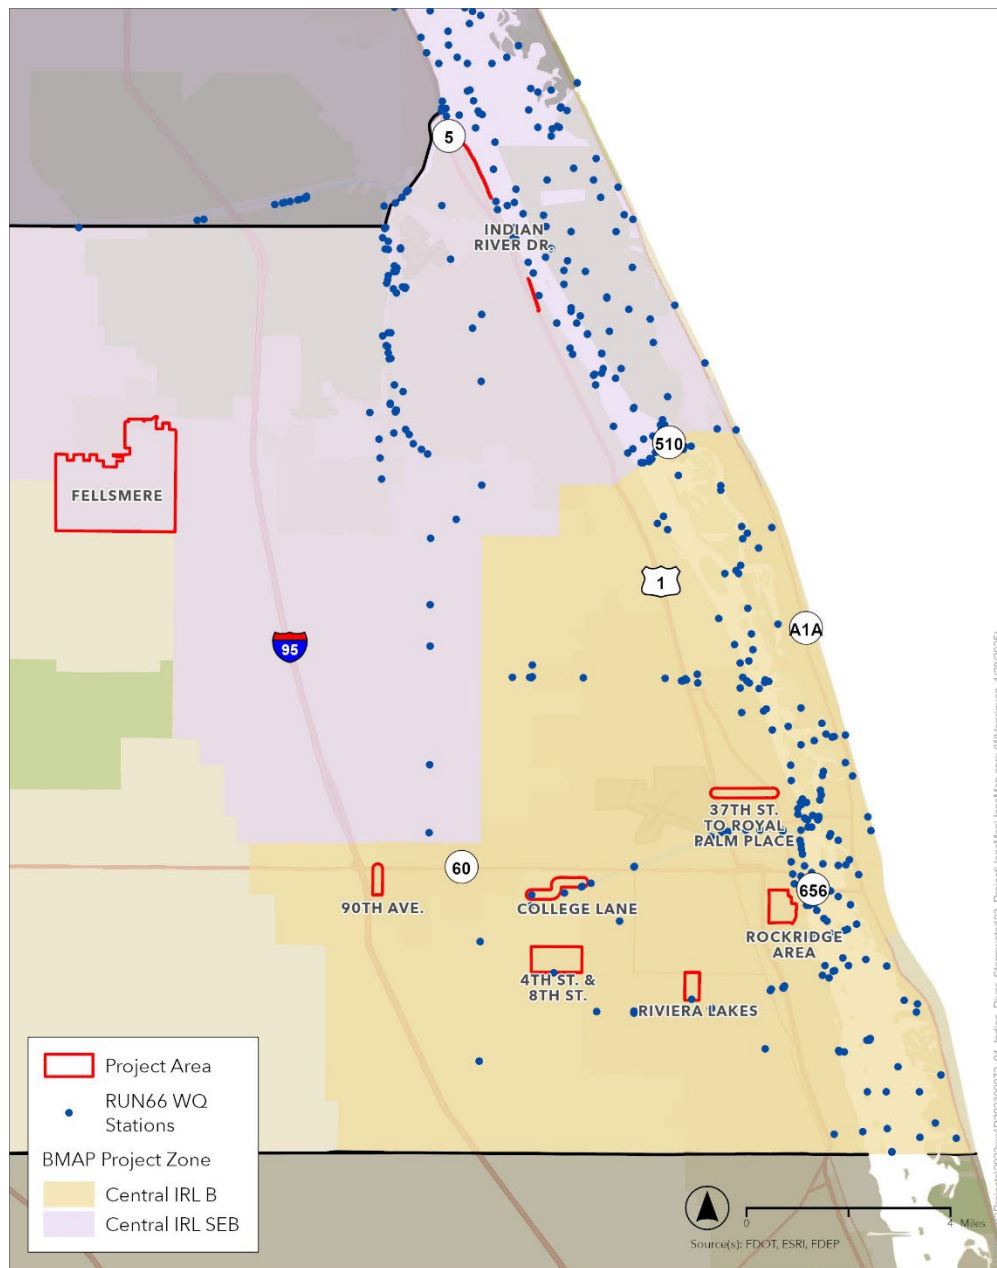 5
INDIAN
RIVER DR.
510
FELLSMERE
1
A1A
95
37TH ST.
TO ROYAL
PALM PLACE
60
90TH AVE.
COLLEGE LANE
656
ROCKRIDGE
AREA
4TH ST. &
8TH ST.
RIVIERA LAKES
Project Area
RUN66 WQ
Stations
BMAP Project Zone
Central IRL B
Central IRL SEB
0
4 Miles
Source(s): FDOT, ESRI, FDEP